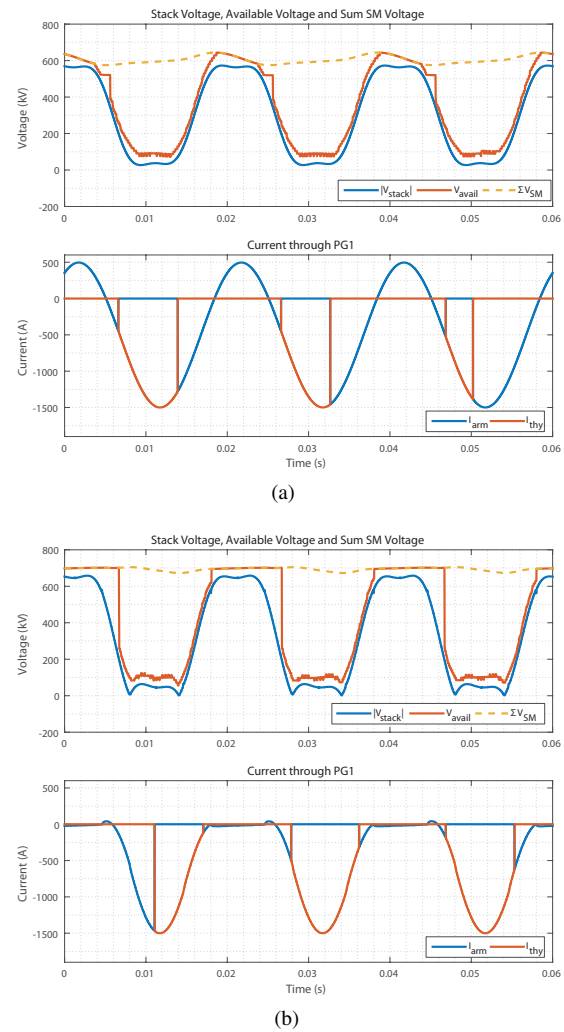 Stack Voltage, Available Voltage and Sum SM Voltage
800
600
400
200
0
-200
Voltage (kV)
0 0.01 0.02 0.03 0.04 0.05 0.06
|V_stack| V_avail Σ V_SM
Current through PG1
500
0
-500
-1000
-1500
Current (A)
I_arm I_thy
0 0.01 0.02 0.03 0.04 0.05 0.06
Time (s)
(a)
Stack Voltage, Available Voltage and Sum SM Voltage
800
600
400
200
0
-200
Voltage (kV)
|V_stack| V_avail Σ V_SM
0 0.01 0.02 0.03 0.04 0.05 0.06
Current through PG1
500
0
-500
-1000
-1500
Current (A)
I_arm I_thy
0 0.01 0.02 0.03 0.04 0.05 0.06
Time (s)
(b)